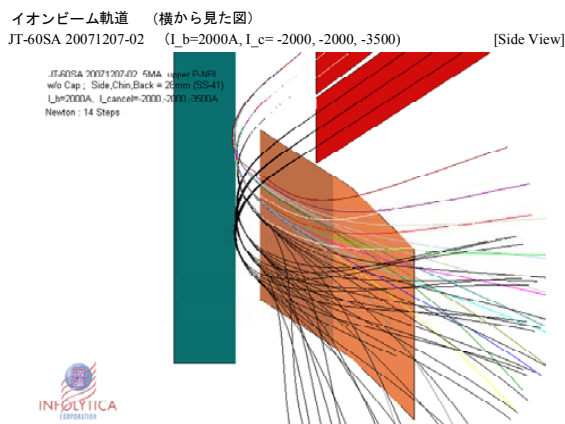 イオンビーム軌道　（横から見た図）
JT-60SA 20071207-02　（I_b=2000A, I_c= -2000, -2000, -3500)　[Side View]
JT-60SA 20071207-02, 5MA, upper P-NBI
w/o Cap ; Side,Chin,Back = 28mm (SS-41)
I_b=2000A, I_cancel=-2000,-2000,-3500A
Newton : 14 Steps
INFOLYTICA
CORPORATION